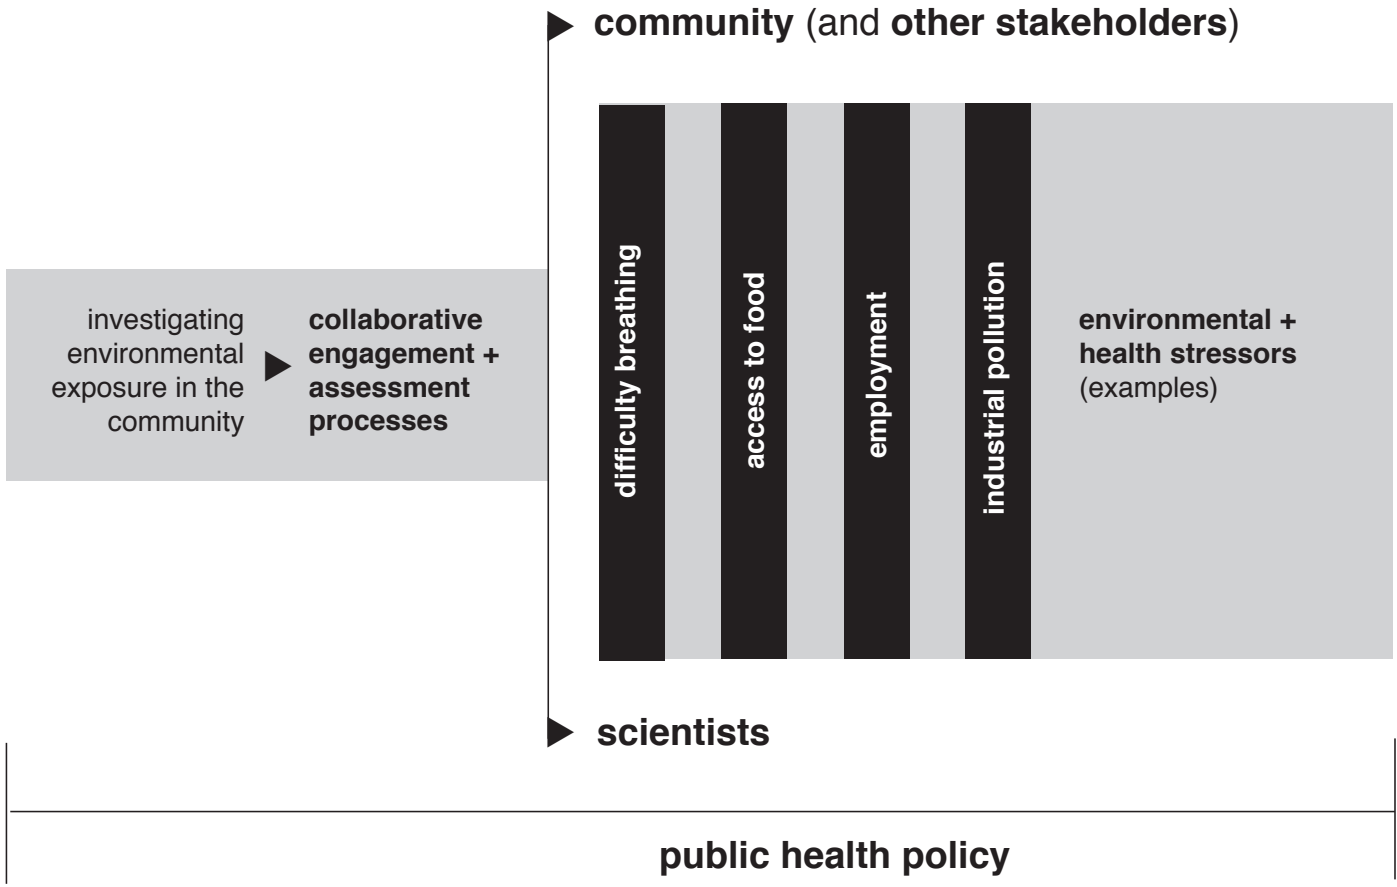 community (and other stakeholders)
investigating
environmental
exposure in the
community
collaborative
engagement +
assessment
processes
difficulty breathing
access to food
employment
industrial pollution
environmental +
health stressors
(examples)
scientists
public health policy